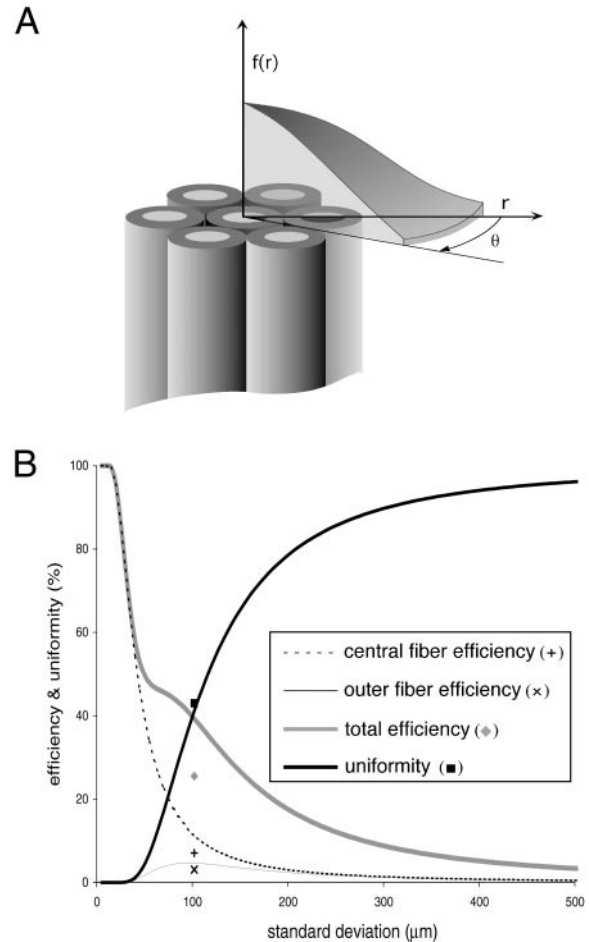 A
f(r)
r
θ
B
efficiency & uniformity (%)
100
80
60
40
20
0
central fiber efficiency (+)
outer fiber efficiency (×)
total efficiency (◆)
uniformity (■)
0 100 200 300 400 500
standard deviation (μm)